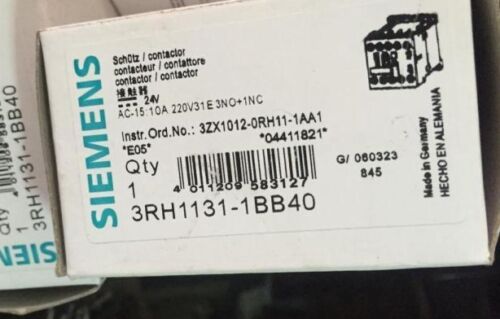 SIEMENS
Schütz / contactor
contacteur / contattore
contactor / contactor
接触器
24V
AC-15:10A 220V31E 3NO+1NC
Instr.Ord.No.: 3ZX1012-0RH11-1AA1
*E05*
*04411821*
Qty
1
4 011209 583127
3RH1131-1BB40
G/ 060323
845
Made in Germany
HECHO EN ALEMANIA
SIEMENS
Qty
1
3RH1131-1BB40